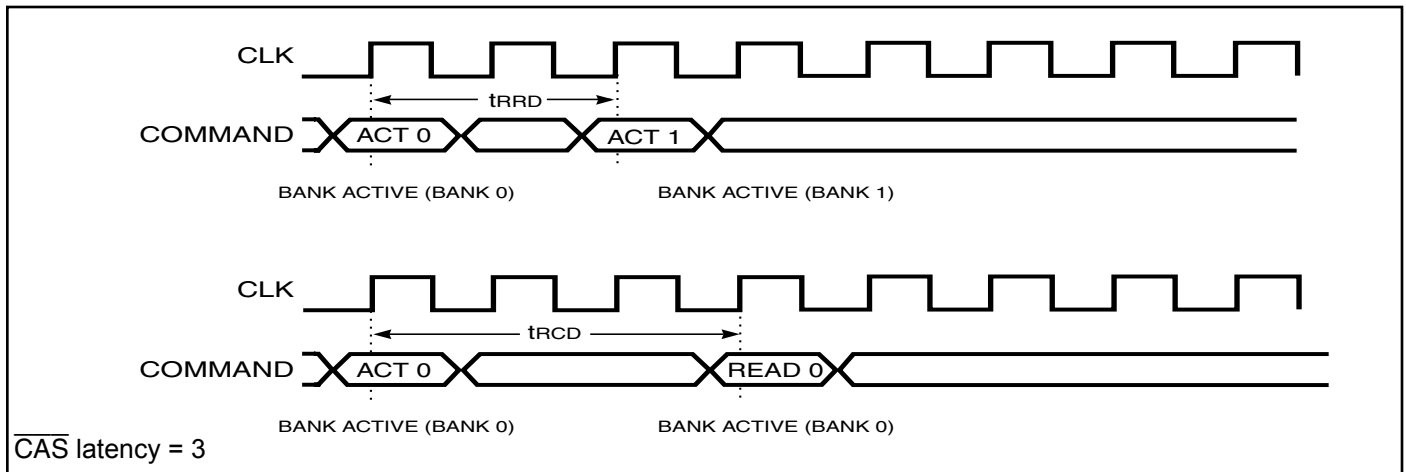 CLK
tRRD
COMMAND ACT 0 ACT 1
BANK ACTIVE (BANK 0) BANK ACTIVE (BANK 1)
CLK
tRCD
COMMAND ACT 0 READ 0
BANK ACTIVE (BANK 0) BANK ACTIVE (BANK 0)
C̅A̅S̅ latency = 3